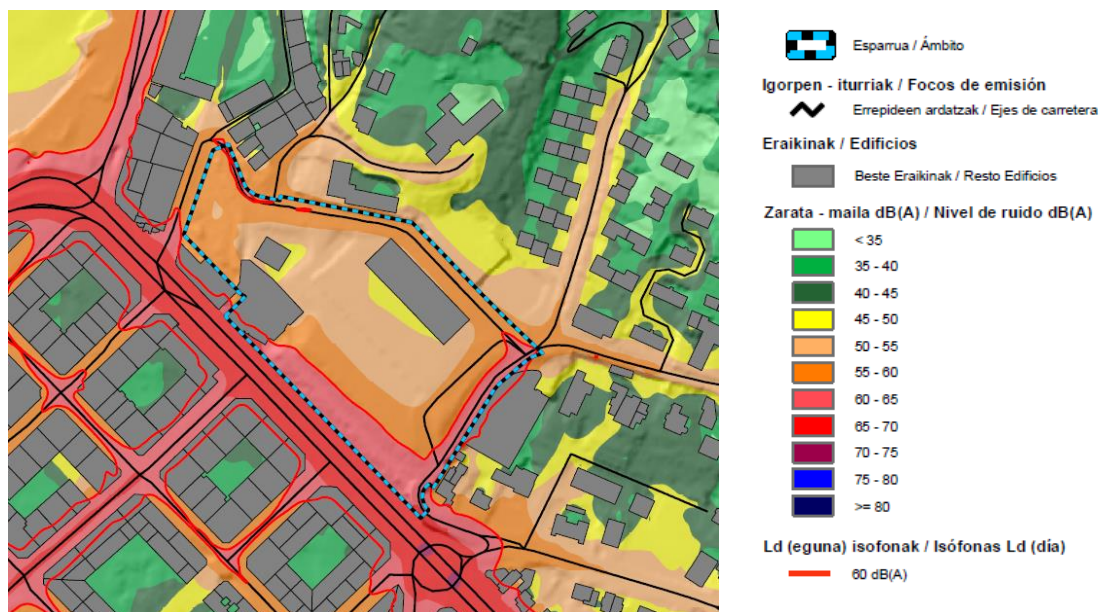 Esparrua / Ámbito
Igorpen - iturriak / Focos de emisión
Errepideen ardatzak / Ejes de carretera
Eraikinak / Edificios
Beste Eraikinak / Resto Edificios
Zarata - maila dB(A) / Nivel de ruido dB(A)
< 35
35 - 40
40 - 45
45 - 50
50 - 55
55 - 60
60 - 65
65 - 70
70 - 75
75 - 80
>= 80
Ld (eguna) isofonak / Isófonas Ld (día)
60 dB(A)